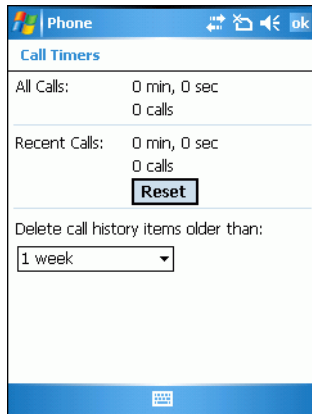 Phone ok
Call Timers
All Calls: 0 min, 0 sec
0 calls
Recent Calls: 0 min, 0 sec
0 calls
Reset
Delete call history items older than:
1 week